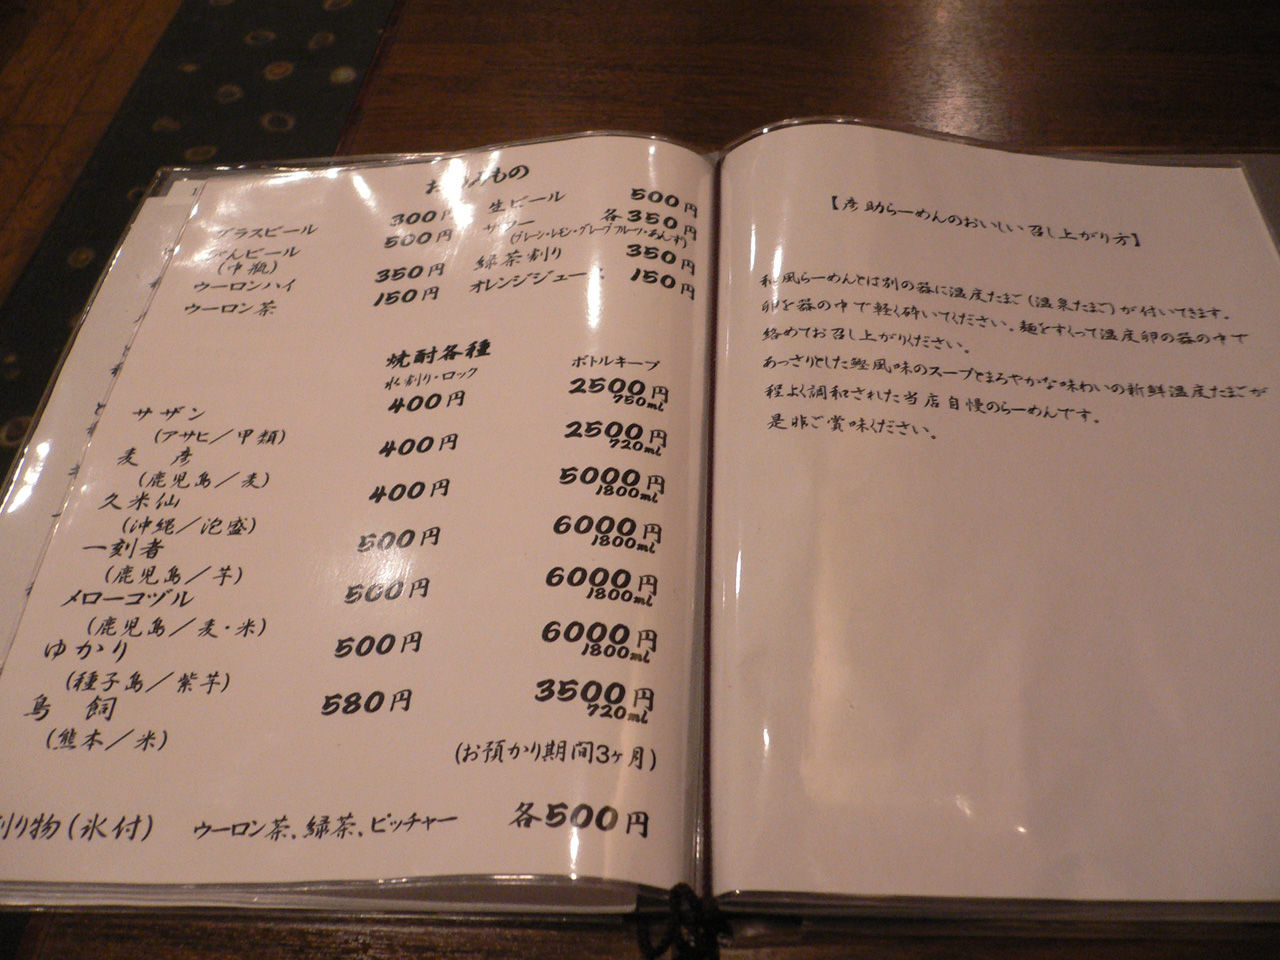 おのみもの
グラスビール 300円 生ビール 500円
びんビール 500円 サワー 各350円
(中瓶) (プレーン・レモン・グレープフルーツ・あんず)
ウーロンハイ 350円 緑茶割り 350円
ウーロン茶 150円 オレンジジュース 150円
焼酎各種 ボトルキープ
水割り・ロック
サザン 400円 2500円
(アサヒ/甲類) 750ml
麦彦 400円 2500円
(鹿児島/麦) 720ml
久米仙 400円 5000円
(沖縄/泡盛) 1800ml
一刻者 500円 6000円
(鹿児島/芋) 1800ml
メローコヅル 500円 6000円
(鹿児島/麦・米) 1800ml
ゆかり 500円 6000円
(種子島/紫芋) 1800ml
鳥飼 580円 3500円
(熊本/米) 720ml
(お預かり期間3ヶ月)
割り物(氷付) ウーロン茶、緑茶、ピッチャー 各500円
【彦助らーめんのおいしい召し上がり方】
和風らーめんとは別の器に温度たまご(温泉たまご)が付いてきます。
卵を器の中で軽く砕いてください。麺をすくって温度卵の器の中で
絡めてお召し上がりください。
あっさりとした鰹風味のスープとまろやかな味わいの新鮮温度たまごが
程よく調和された当店自慢のらーめんです。
是非ご賞味ください。